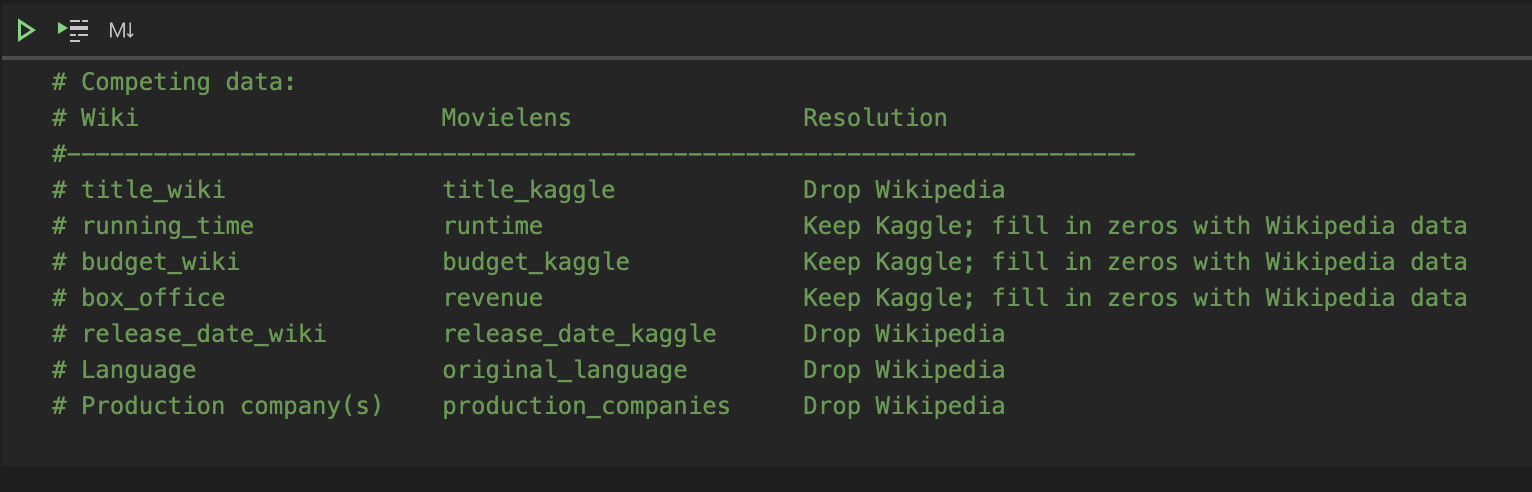 M↓
# Competing data:
# Wiki                     Movielens                Resolution
#--------------------------------------------------------------------------
# title_wiki               title_kaggle             Drop Wikipedia
# running_time             runtime                  Keep Kaggle; fill in zeros with Wikipedia data
# budget_wiki              budget_kaggle            Keep Kaggle; fill in zeros with Wikipedia data
# box_office               revenue                  Keep Kaggle; fill in zeros with Wikipedia data
# release_date_wiki        release_date_kaggle      Drop Wikipedia
# Language                 original_language        Drop Wikipedia
# Production company(s)    production_companies     Drop Wikipedia